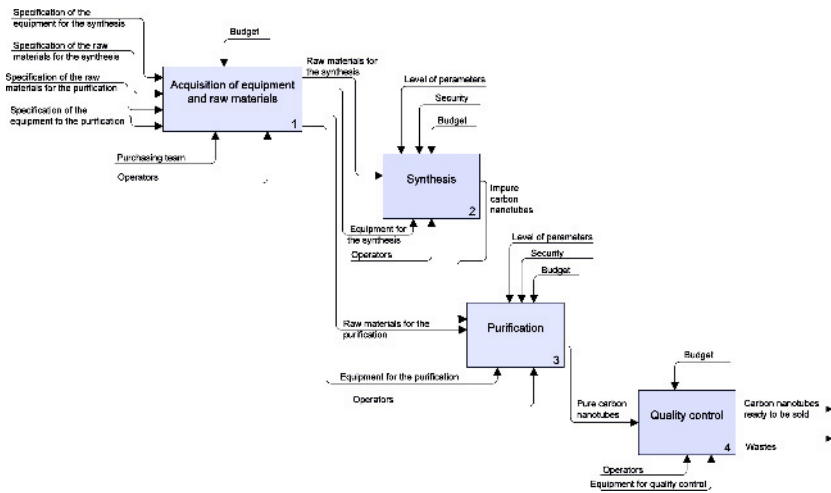 Specification of the
equipment for the synthesis
Budget
Specification of the raw
materials for the synthesis
Specification of the raw
materials for the purification
Specification of the
equipment fo the purification
Acquisition of equipment
and raw materials
1
Raw materials for
the synthesis
Purchasing team
Operators
Level of parameters
Security
Budget
Synthesis
2
Impure
carbon
nanotubes
Equipment for
the synthesis
Operators
Level of parameters
Security
Budget
Raw materials for the
purification
Purification
3
Equipment for the purification
Operators
Budget
Pure carbon
nanotubes
Quality control
4
Carbon nanotubes
ready to be sold
Wastes
Operators
Equipment for quality control